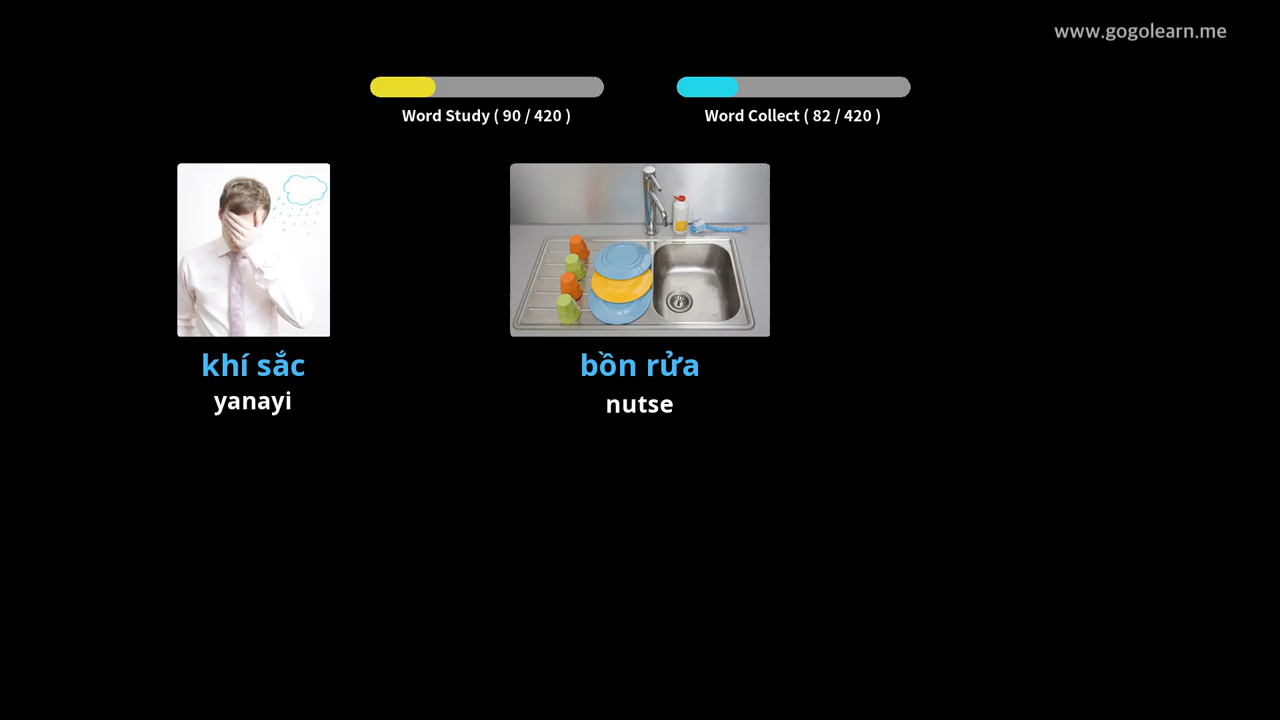 www.gogolearn.me
Word Study ( 90 / 420 )
Word Collect ( 82 / 420 )
khí sắc
yanayi
bồn rửa
nutse